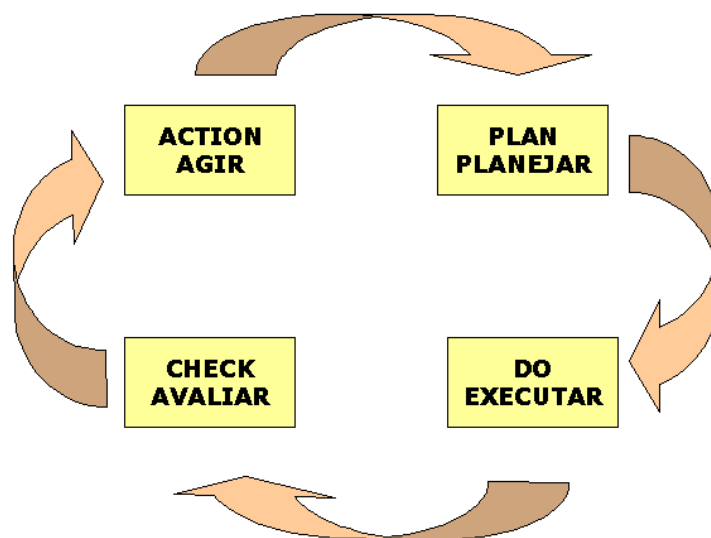 ACTION
AGIR
PLAN
PLANEJAR
CHECK
AVALIAR
DO
EXECUTAR